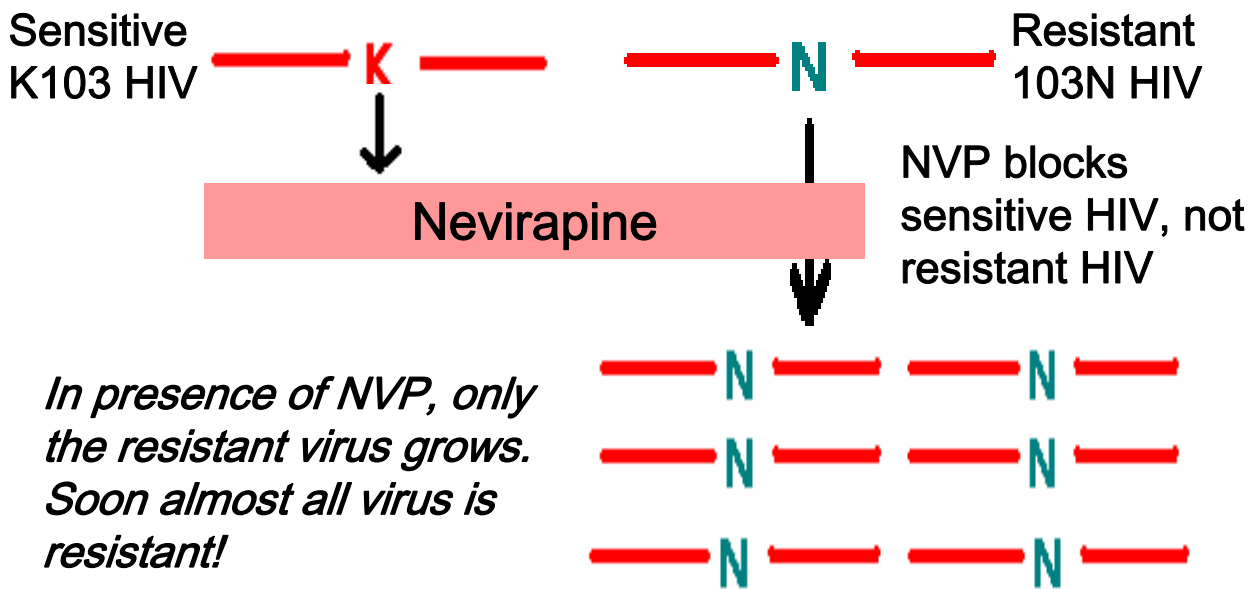 Sensitive
K103 HIV
K
N
Resistant
103N HIV
Nevirapine
NVP blocks
sensitive HIV, not
resistant HIV
In presence of NVP, only
the resistant virus grows.
Soon almost all virus is
resistant!
N N
N N
N N